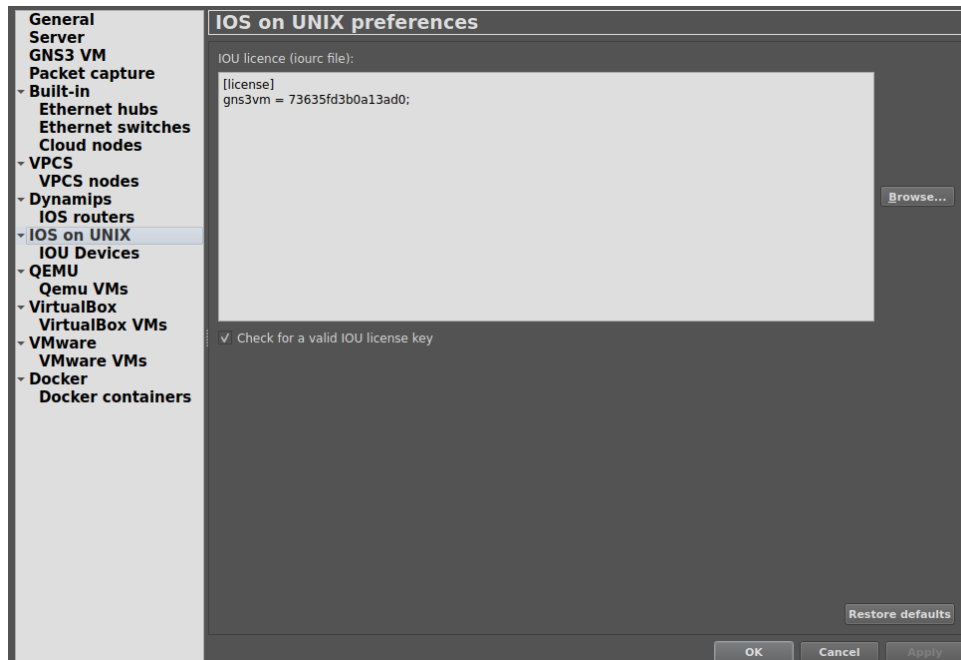 General
Server
GNS3 VM
Packet capture
Built-in
Ethernet hubs
Ethernet switches
Cloud nodes
VPCS
VPCS nodes
Dynamips
IOS routers
IOS on UNIX
IOU Devices
QEMU
Qemu VMs
VirtualBox
VirtualBox VMs
VMware
VMware VMs
Docker
Docker containers
IOS on UNIX preferences
IOU licence (iourc file):
[license]
gns3vm = 73635fd3b0a13ad0;
Browse...
Check for a valid IOU license key
Restore defaults
OK
Cancel
Apply